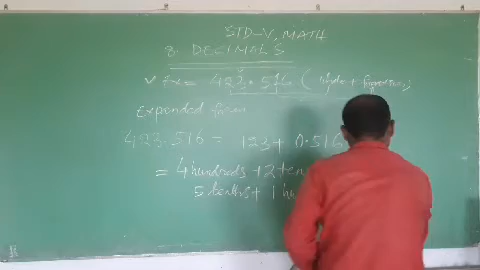 STD-V, MATH
8. DECIMALS
Ex= 423.516 (
Expanded form
423.516 = 123+ 0.516
= 4 hundreds +2 ten
5 tenths + 1 hu